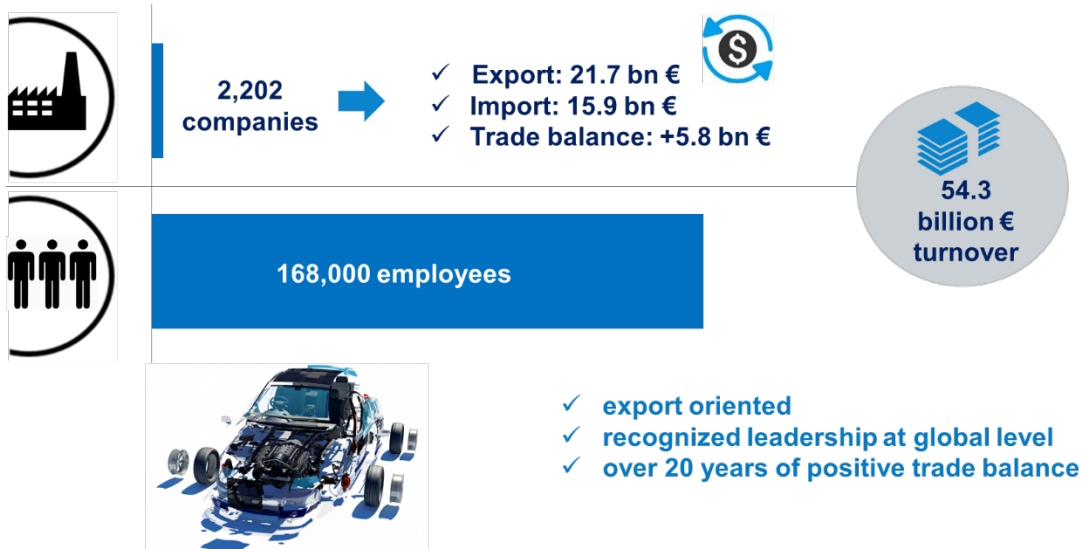 2,202
companies
✓ Export: 21.7 bn €
✓ Import: 15.9 bn €
✓ Trade balance: +5.8 bn €
$
54.3
billion €
turnover
168,000 employees
✓ export oriented
✓ recognized leadership at global level
✓ over 20 years of positive trade balance